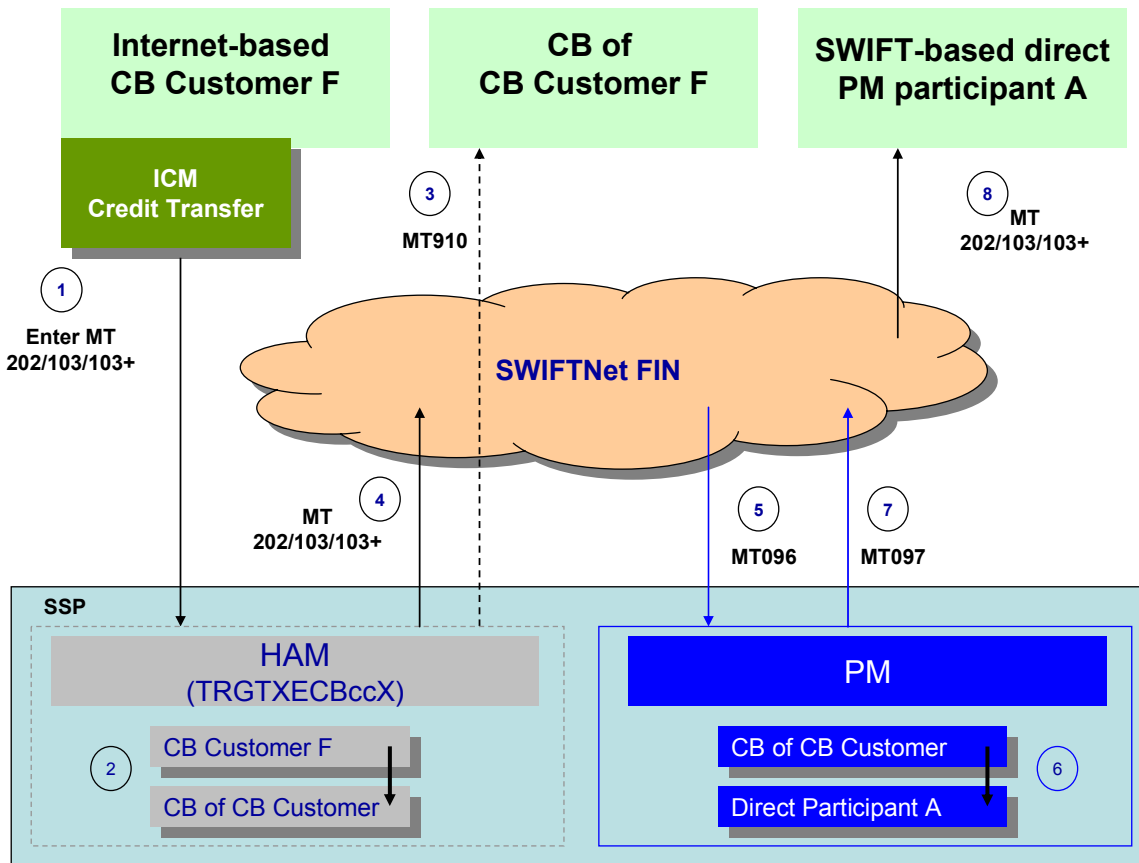 Internet-based
CB Customer F
CB of
CB Customer F
SWIFT-based direct
PM participant A
ICM
Credit Transfer
1
Enter MT
202/103/103+
3
MT910
8
MT
202/103/103+
SWIFTNet FIN
4
MT
202/103/103+
5
MT096
7
MT097
SSP
HAM
(TRGTXECBccX)
2
CB Customer F
CB of CB Customer
PM
CB of CB Customer
Direct Participant A
6